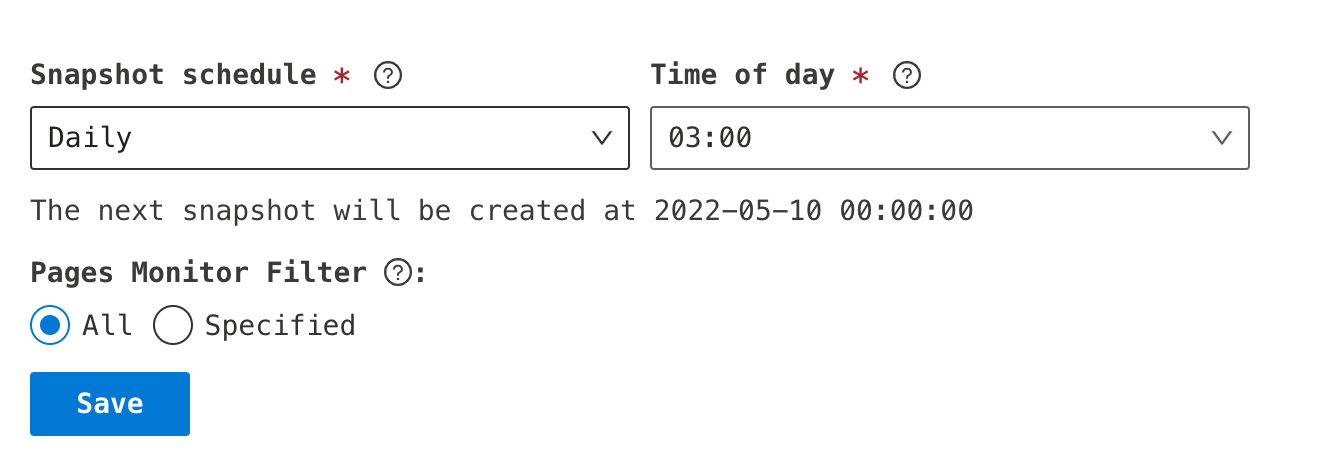 Snapshot schedule * ? Time of day * ?
Daily 03:00
The next snapshot will be created at 2022-05-10 00:00:00
Pages Monitor Filter ?:
All Specified
Save